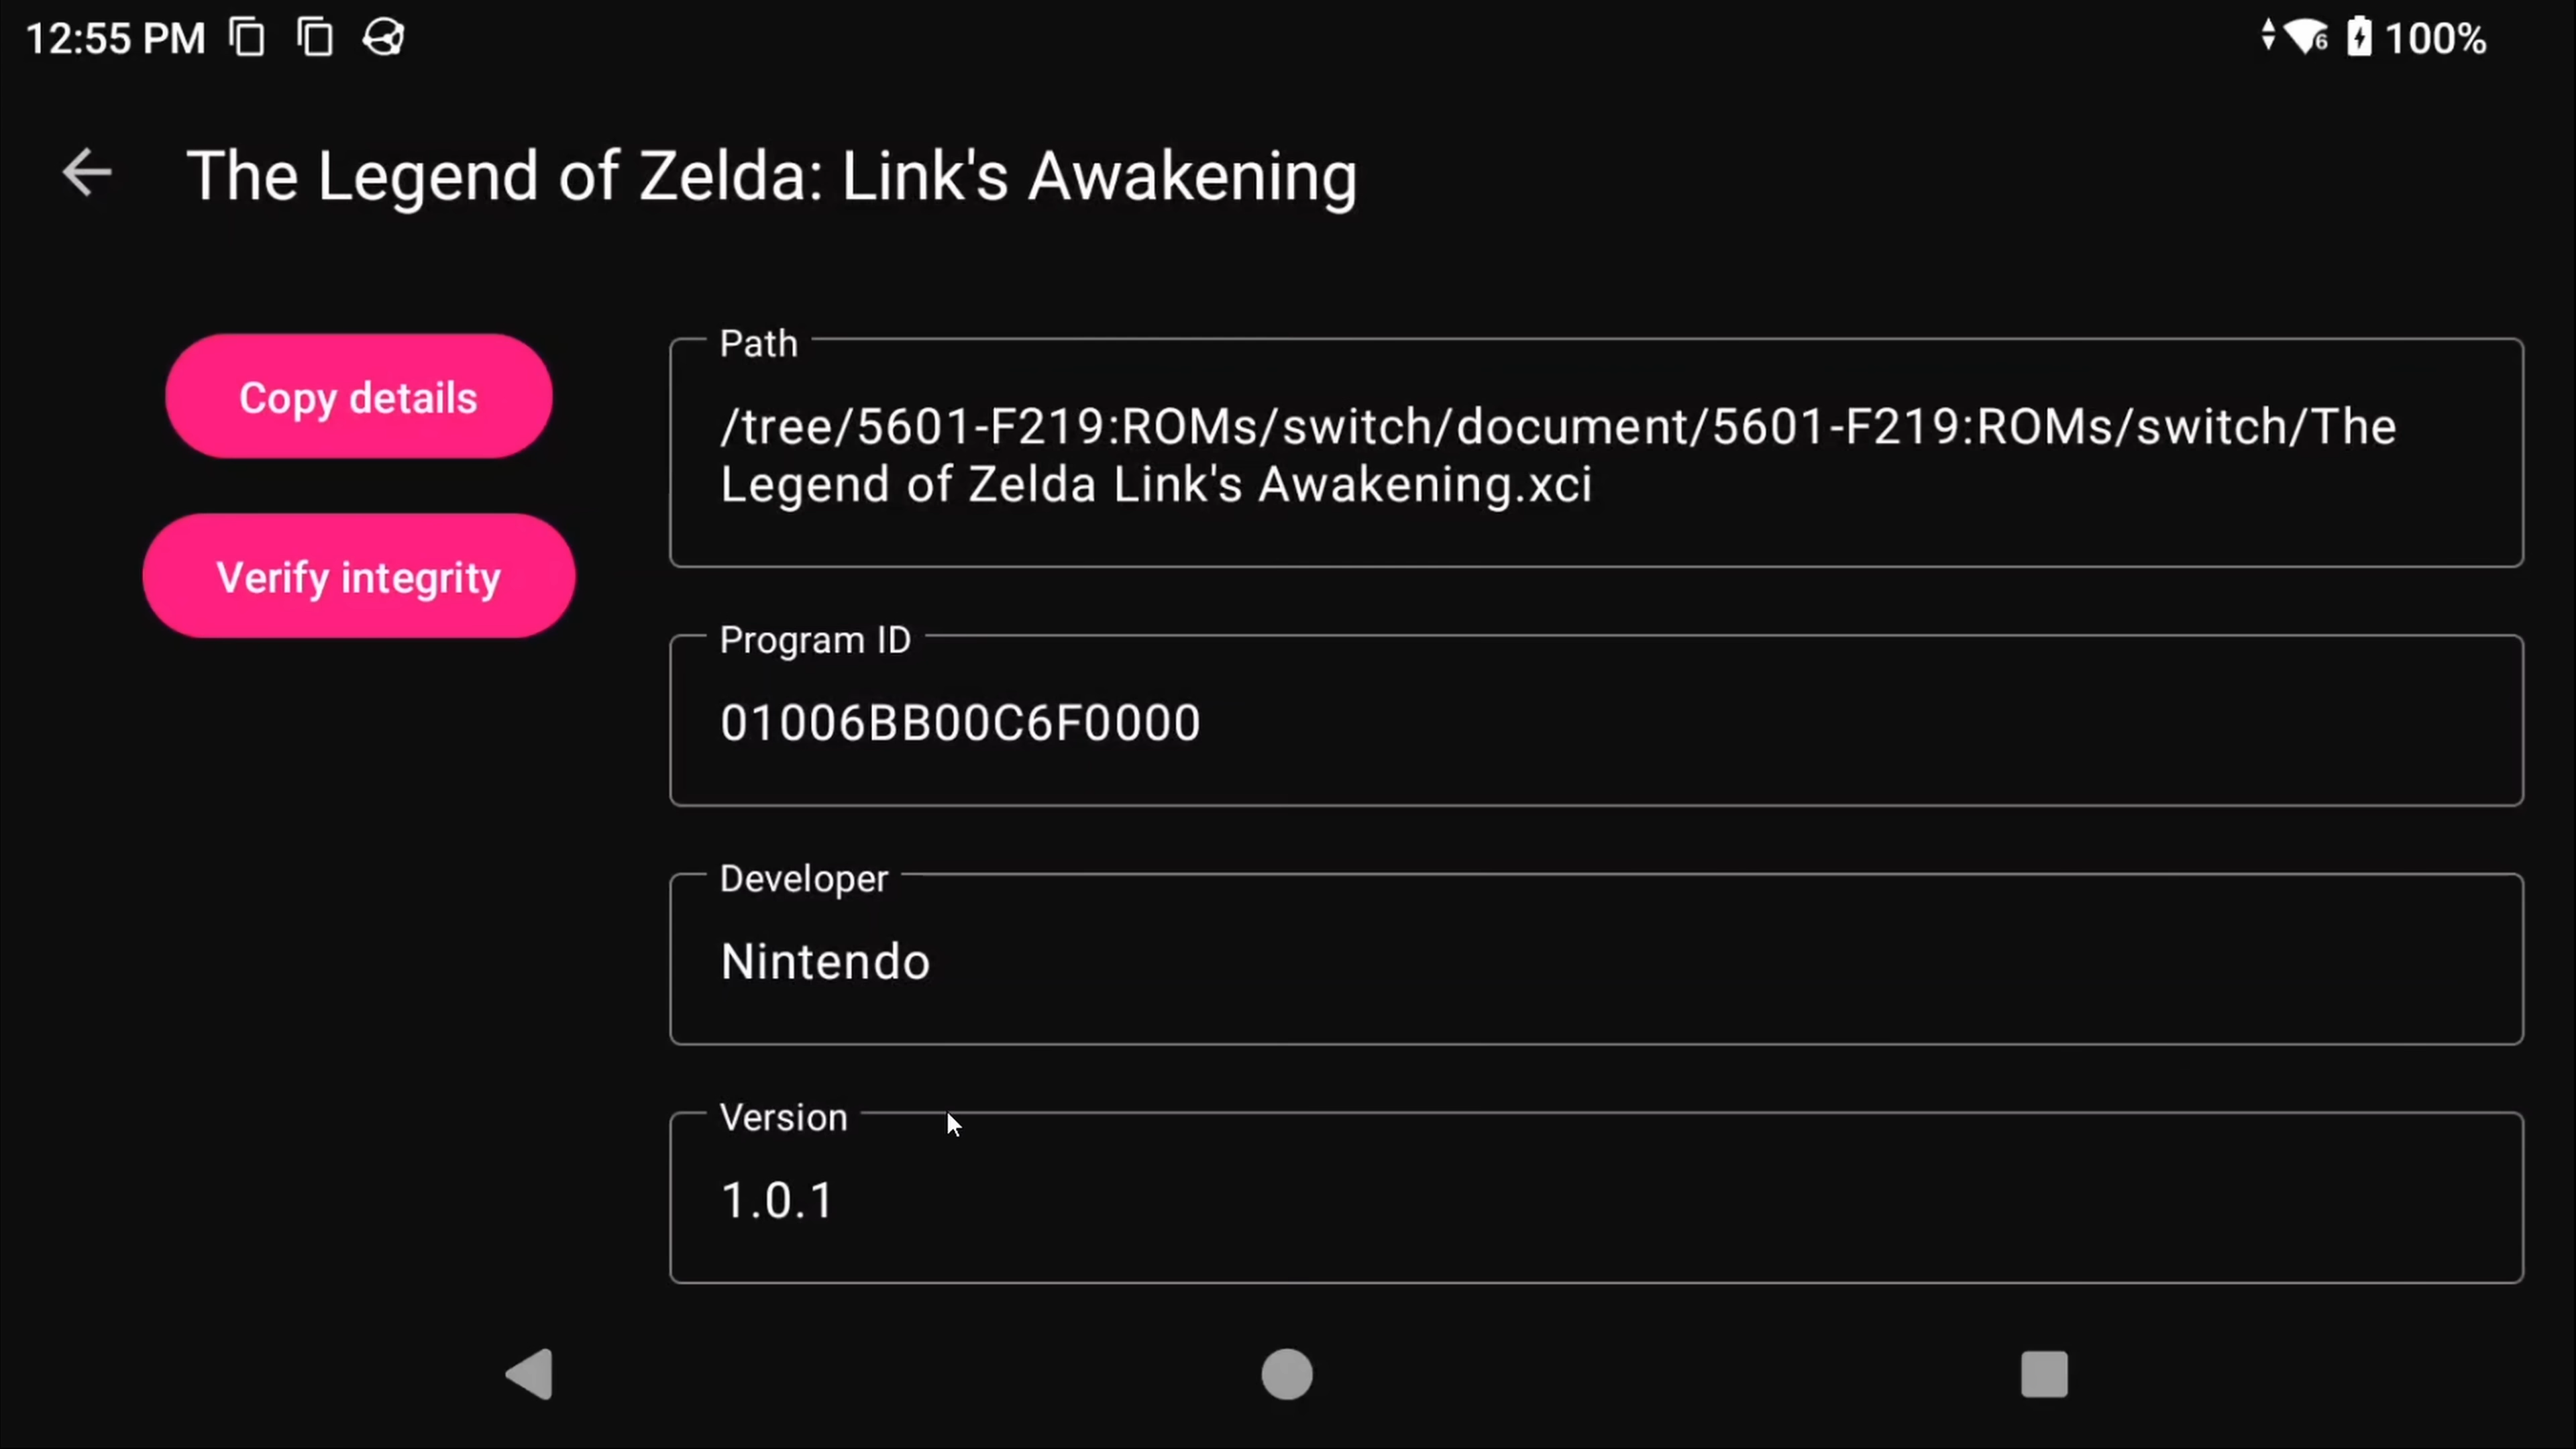 12:55 PM
6 100%
The Legend of Zelda: Link's Awakening
Copy details
Verify integrity
Path
/tree/5601-F219:ROMs/switch/document/5601-F219:ROMs/switch/The
Legend of Zelda Link's Awakening.xci
Program ID
01006BB00C6F0000
Developer
Nintendo
Version
1.0.1